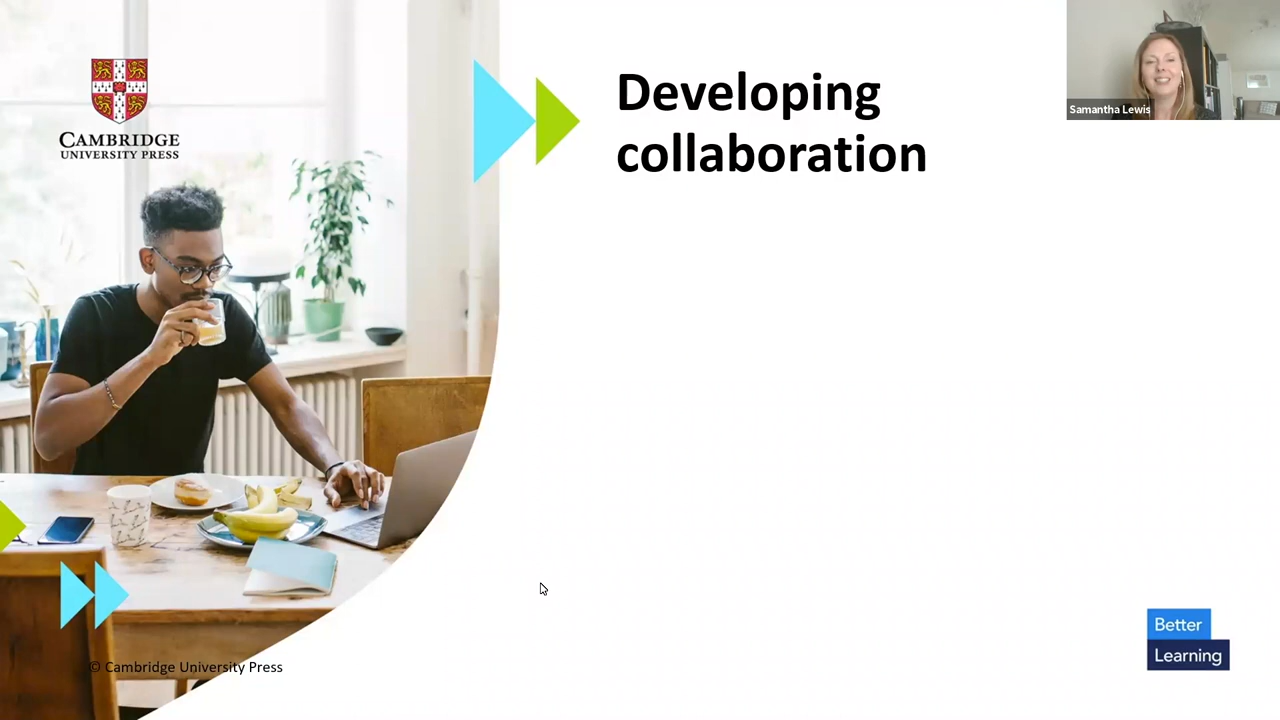 CAMBRIDGE
UNIVERSITY PRESS
Developing
collaboration
Samantha Lewis
© Cambridge University Press
Better
Learning